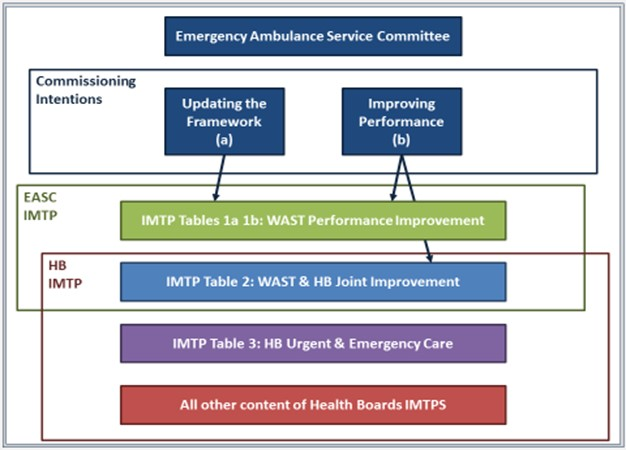 Emergency Ambulance Service Committee
Commissioning
Intentions
Updating the
Framework
(a)
Improving
Performance
(b)
EASC
IMTP
IMTP Tables 1a 1b: WAST Performance Improvement
HB
IMTP
IMTP Table 2: WAST & HB Joint Improvement
IMTP Table 3: HB Urgent & Emergency Care
All other content of Health Boards IMTPS